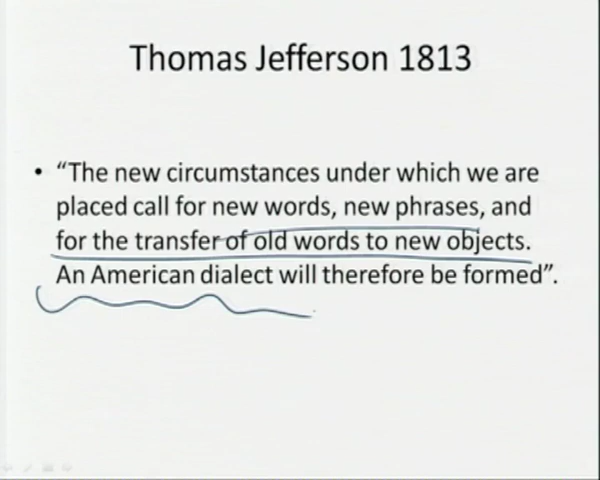 Thomas Jefferson 1813
• “The new circumstances under which we are
placed call for new words, new phrases, and
for the transfer of old words to new objects.
An American dialect will therefore be formed”.